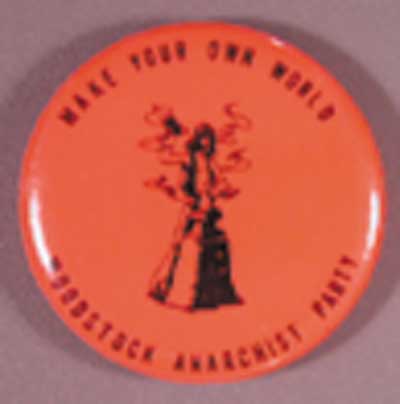 MAKE YOUR OWN WORLD
WOODSTOCK ANARCHIST PARTY